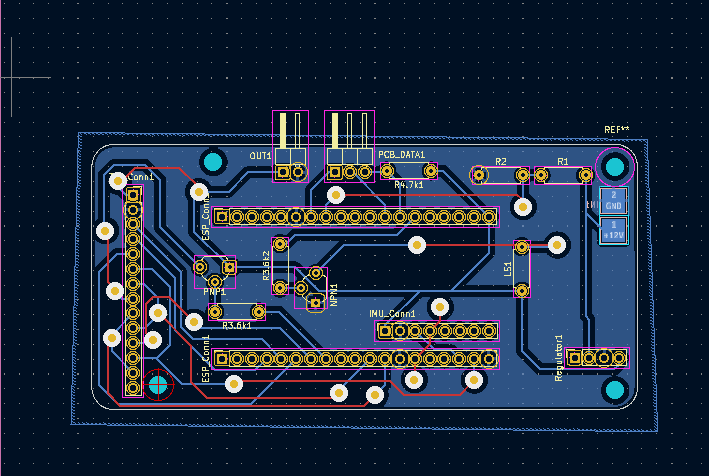 REF**
OUT1
PCB_DATA1
R2
R1
Conn1
R4.7k1
2
GND
ESP_Conn1
1
+12V
R3.6k2
LS1
PNP1
NPN1
IMU_Conn1
R3.6k1
ESP_Conn1
Regulator1